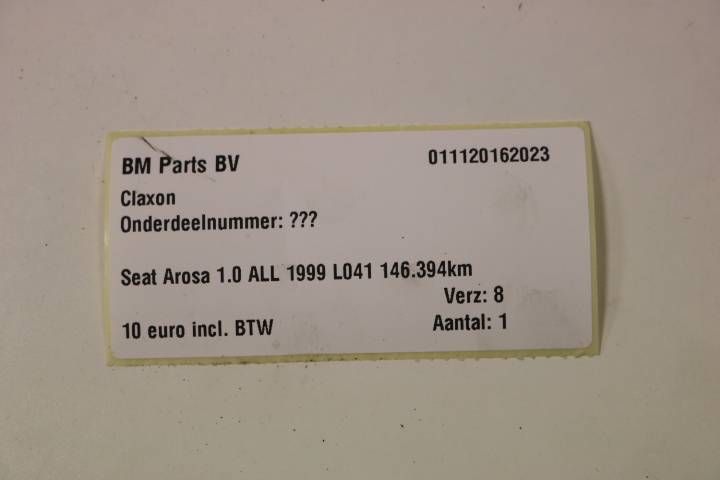 BM Parts BV 011120162023
Claxon
Onderdeelnummer: ???
Seat Arosa 1.0 ALL 1999 L041 146.394km
Verz: 8
10 euro incl. BTW Aantal: 1